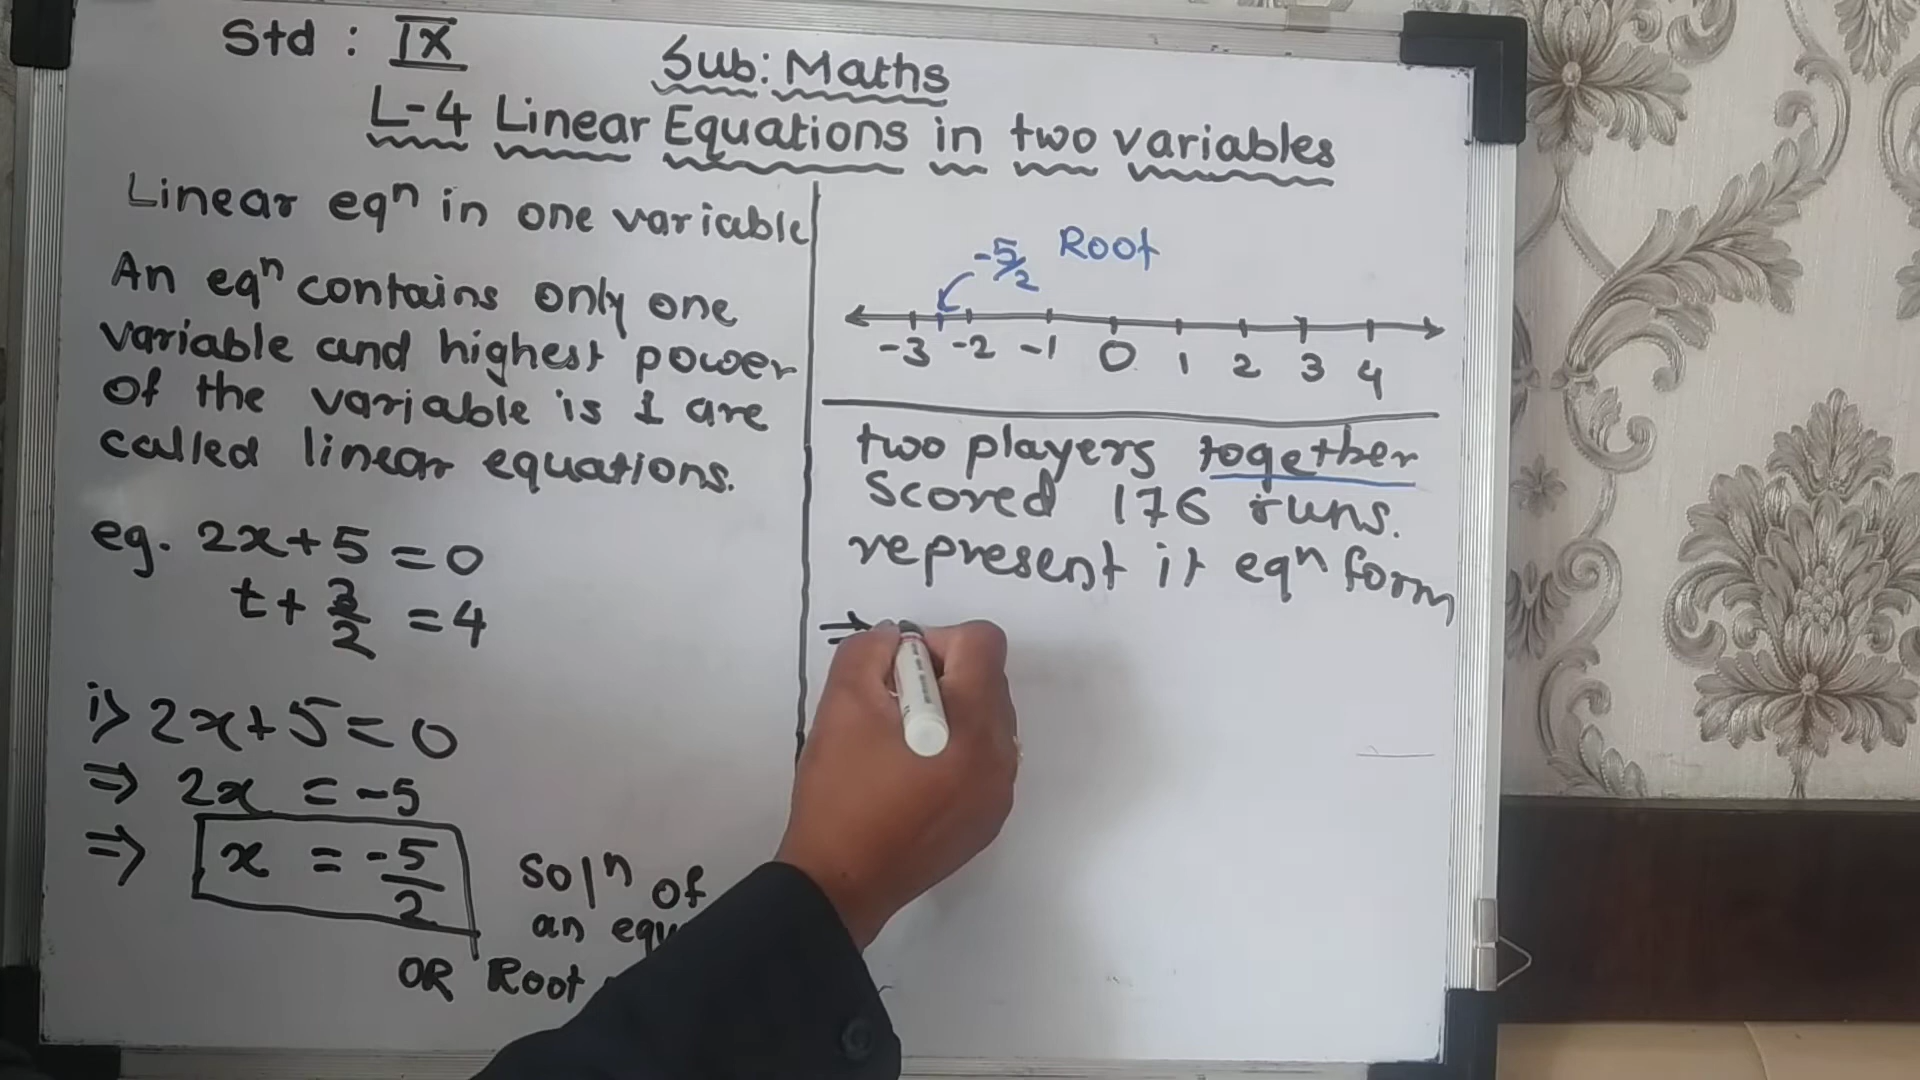 Std : IX
Sub: Maths
L-4 Linear Equations in two variables
Linear eqⁿ in one variable
An eqⁿ contains only one
variable and highest power
of the variable is 1 are
called linear equations.
eg. 2x+5=0
t+3/2=4
i> 2x+5=0
⇒ 2x = -5
⇒ x = -5/2
Solⁿ of
an
OR Root
-5/2 Root
-3 -2 -1 0 1 2 3 4
two players together
Scored 176 runs.
represent it eqⁿ form
⇒